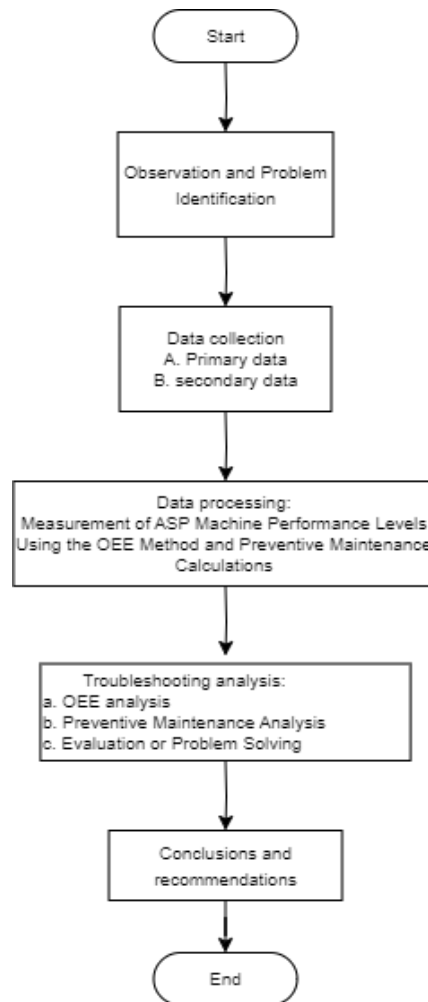 Start
Observation and Problem
Identification
Data collection
A. Primary data
B. secondary data
Data processing:
Measurement of ASP Machine Performance Levels
Using the OEE Method and Preventive Maintenance
Calculations
Troubleshooting analysis:
a. OEE analysis
b. Preventive Maintenance Analysis
c. Evaluation or Problem Solving
Conclusions and
recommendations
End